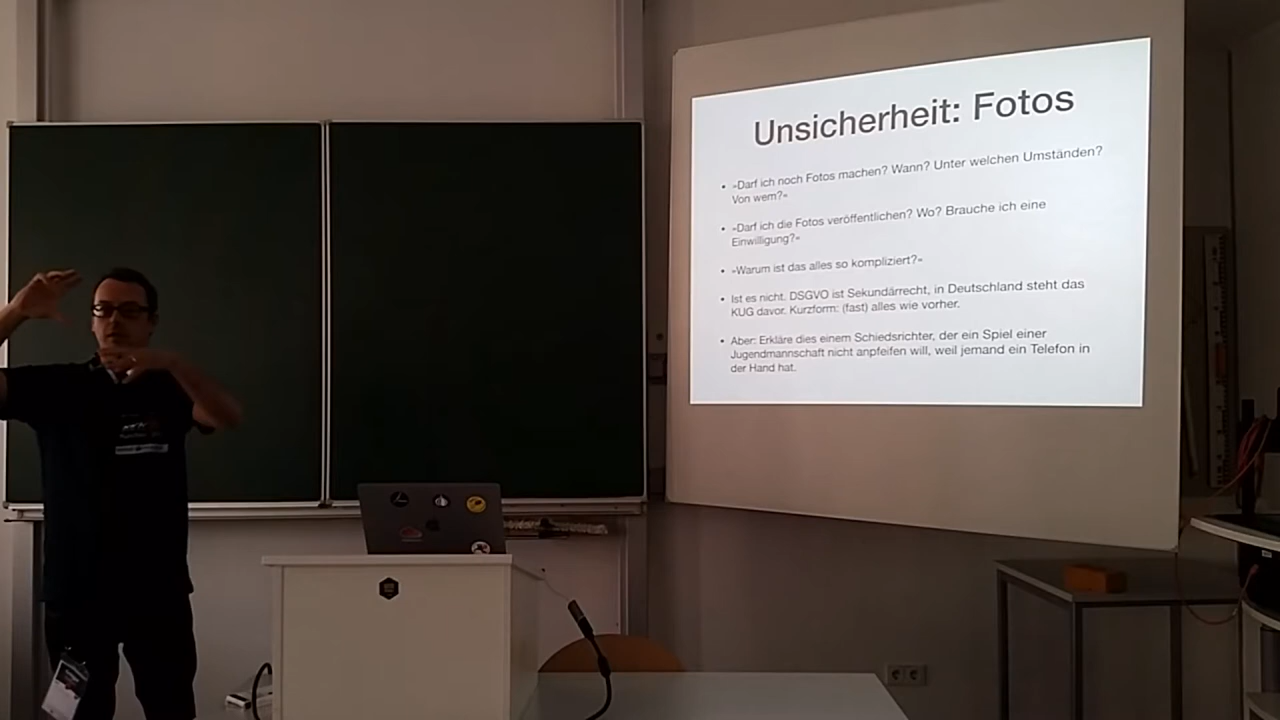 Unsicherheit: Fotos
• »Darf ich noch Fotos machen? Wann? Unter welchen Umständen?
Von wem?«
• »Darf ich die Fotos veröffentlichen? Wo? Brauche ich eine
Einwilligung?«
• »Warum ist das alles so kompliziert?«
• Ist es nicht. DSGVO ist Sekundärrecht, in Deutschland steht das
KUG davor. Kurzform: (fast) alles wie vorher.
• Aber: Erkläre dies einem Schiedsrichter, der ein Spiel einer
Jugendmannschaft nicht anpfeifen will, weil jemand ein Telefon in
der Hand hat.